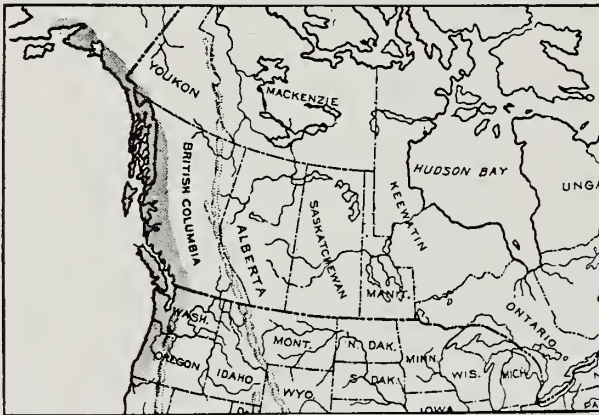 YOUKON
MACKENZIE
BRITISH COLUMBIA
ALBERTA
SASKATCHEWAN
KEEWATIN
HUDSON BAY
UNGA
MANIT.
ONTARIO
WASH.
OREGON
IDAHO
MONT.
WYO.
N. DAK.
S. DAK.
MINN.
IOWA
WIS.
MICH.